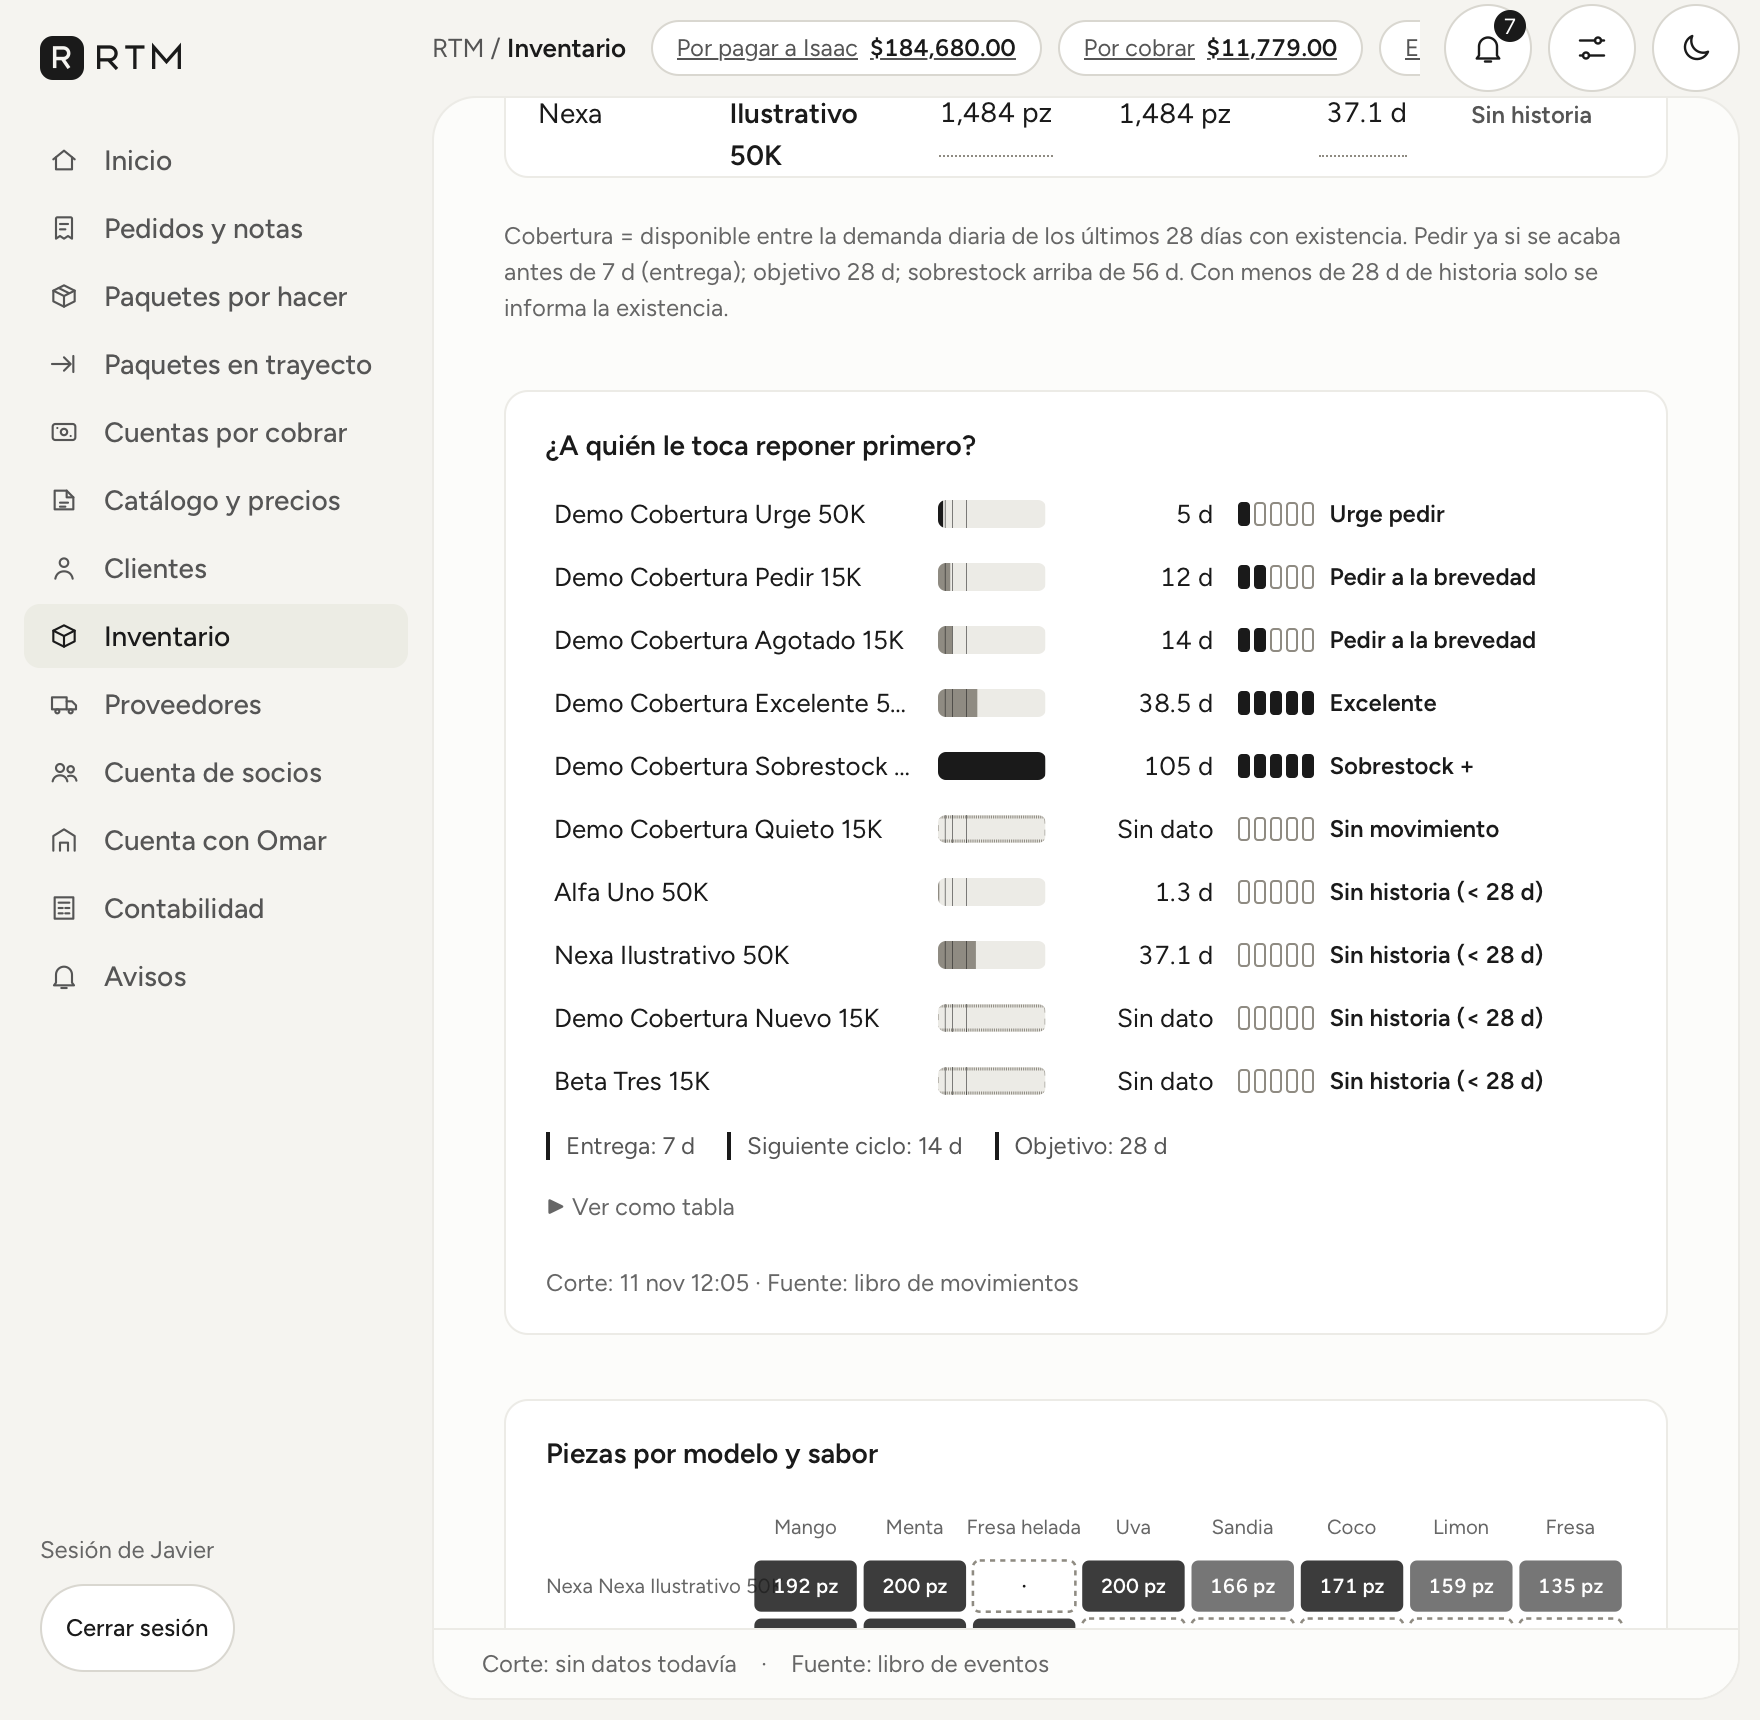 R RTM
RTM / Inventario
Por pagar a Isaac $184,680.00
Por cobrar $11,779.00
E
7
Inicio
Pedidos y notas
Paquetes por hacer
Paquetes en trayecto
Cuentas por cobrar
Catálogo y precios
Clientes
Inventario
Proveedores
Cuenta de socios
Cuenta con Omar
Contabilidad
Avisos
Sesión de Javier
Cerrar sesión
Nexa Ilustrativo 1,484 pz 1,484 pz 37.1 d Sin historia
50K
Cobertura = disponible entre la demanda diaria de los últimos 28 días con existencia. Pedir ya si se acaba
antes de 7 d (entrega); objetivo 28 d; sobrestock arriba de 56 d. Con menos de 28 d de historia solo se
informa la existencia.
¿A quién le toca reponer primero?
Demo Cobertura Urge 50K 5 d Urge pedir
Demo Cobertura Pedir 15K 12 d Pedir a la brevedad
Demo Cobertura Agotado 15K 14 d Pedir a la brevedad
Demo Cobertura Excelente 5... 38.5 d Excelente
Demo Cobertura Sobrestock ... 105 d Sobrestock +
Demo Cobertura Quieto 15K Sin dato Sin movimiento
Alfa Uno 50K 1.3 d Sin historia (< 28 d)
Nexa Ilustrativo 50K 37.1 d Sin historia (< 28 d)
Demo Cobertura Nuevo 15K Sin dato Sin historia (< 28 d)
Beta Tres 15K Sin dato Sin historia (< 28 d)
Entrega: 7 d Siguiente ciclo: 14 d Objetivo: 28 d
▶ Ver como tabla
Corte: 11 nov 12:05 · Fuente: libro de movimientos
Piezas por modelo y sabor
Mango Menta Fresa helada Uva Sandia Coco Limon Fresa
Nexa Nexa Ilustrativo 50 192 pz 200 pz · 200 pz 166 pz 171 pz 159 pz 135 pz
Corte: sin datos todavía · Fuente: libro de eventos